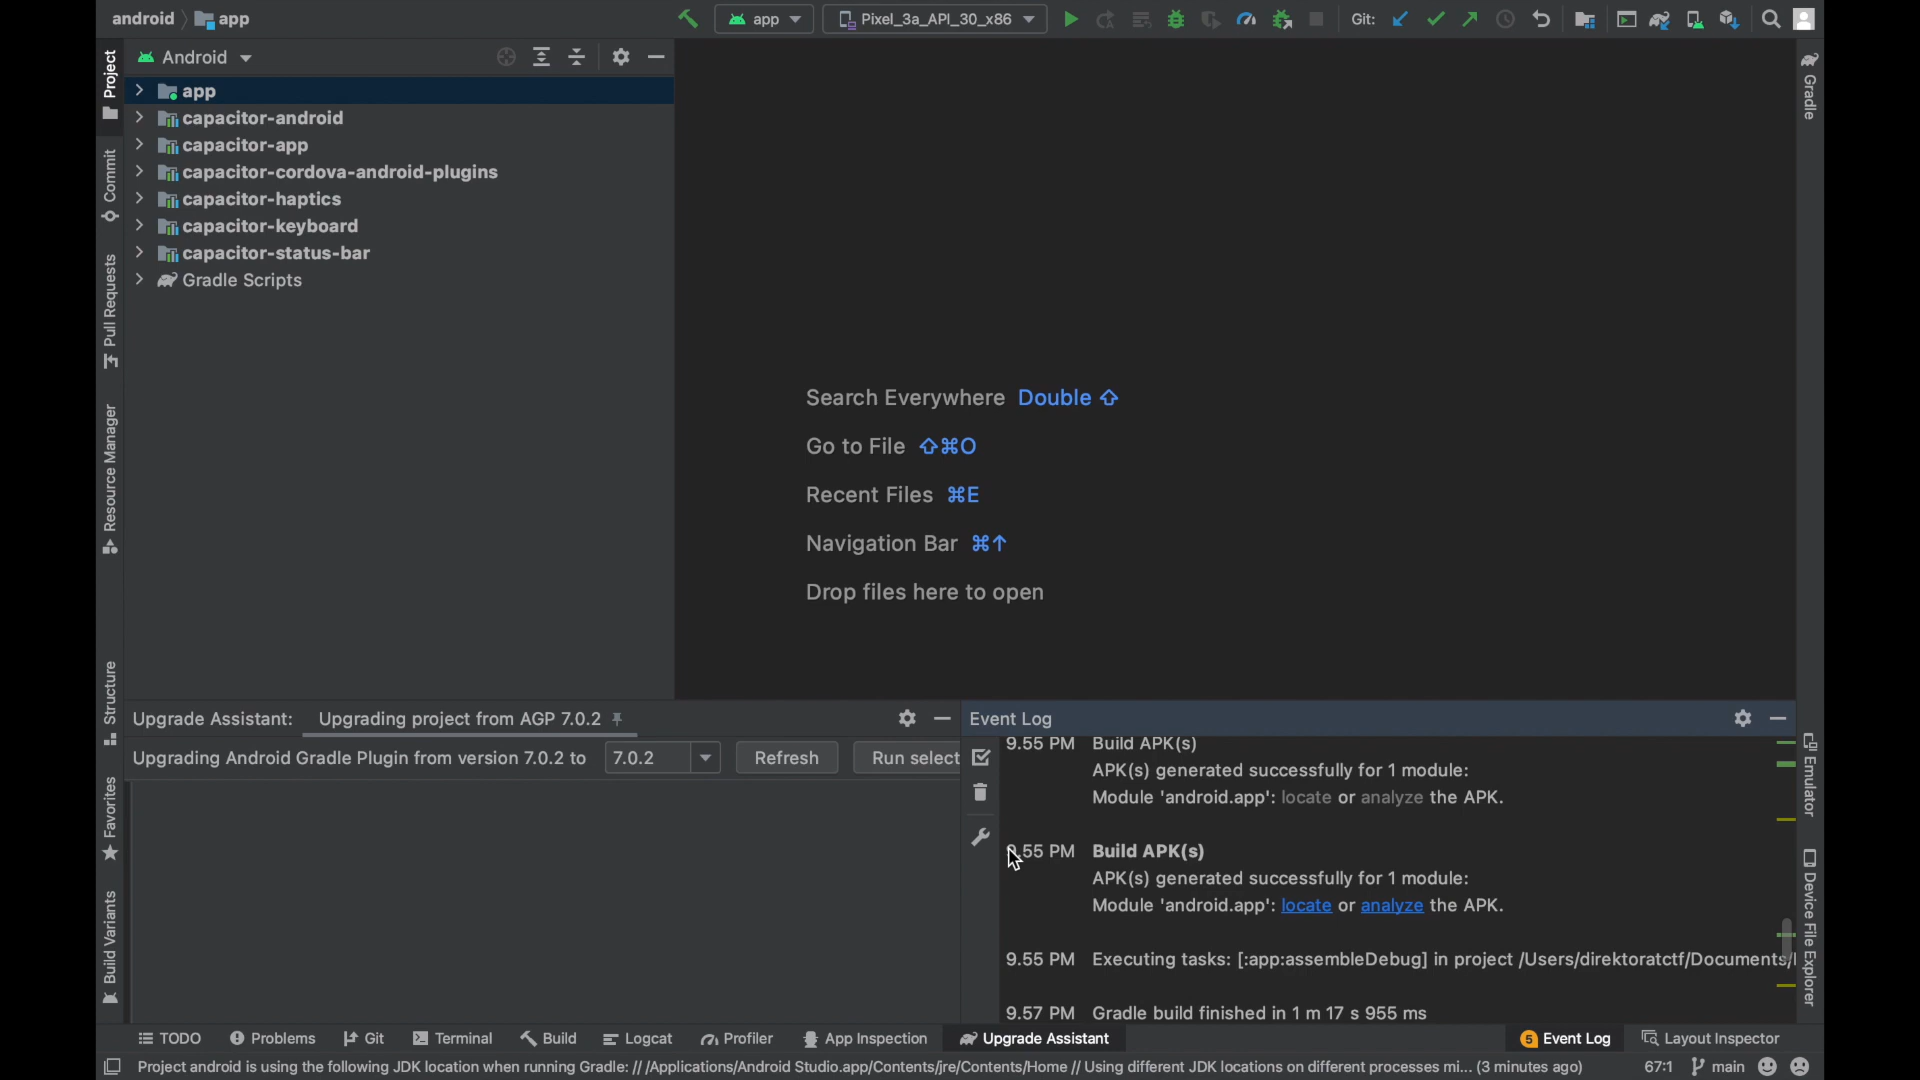 android app
app Pixel_3a_API_30_x86 Git:
Project
Commit
Pull Requests
Resource Manager
Structure
Favorites
Build Variants
Android
app
capacitor-android
capacitor-app
capacitor-cordova-android-plugins
capacitor-haptics
capacitor-keyboard
capacitor-status-bar
Gradle Scripts
Search Everywhere Double ⇧
Go to File ⇧⌘O
Recent Files ⌘E
Navigation Bar ⌘↑
Drop files here to open
Gradle
Emulator
Device File Explorer
Upgrade Assistant: Upgrading project from AGP 7.0.2
Upgrading Android Gradle Plugin from version 7.0.2 to 7.0.2 Refresh Run select
Event Log
9.55 PM Build APK(s)
APK(s) generated successfully for 1 module:
Module 'android.app': locate or analyze the APK.
9.55 PM Build APK(s)
APK(s) generated successfully for 1 module:
Module 'android.app': locate or analyze the APK.
9.55 PM Executing tasks: [:app:assembleDebug] in project /Users/direktoratctf/Documents/
9.57 PM Gradle build finished in 1 m 17 s 955 ms
TODO Problems Git Terminal Build Logcat Profiler App Inspection Upgrade Assistant 5 Event Log Layout Inspector
Project android is using the following JDK location when running Gradle: // /Applications/Android Studio.app/Contents/jre/Contents/Home // Using different JDK locations on different processes mi... (3 minutes ago) 67:1 main